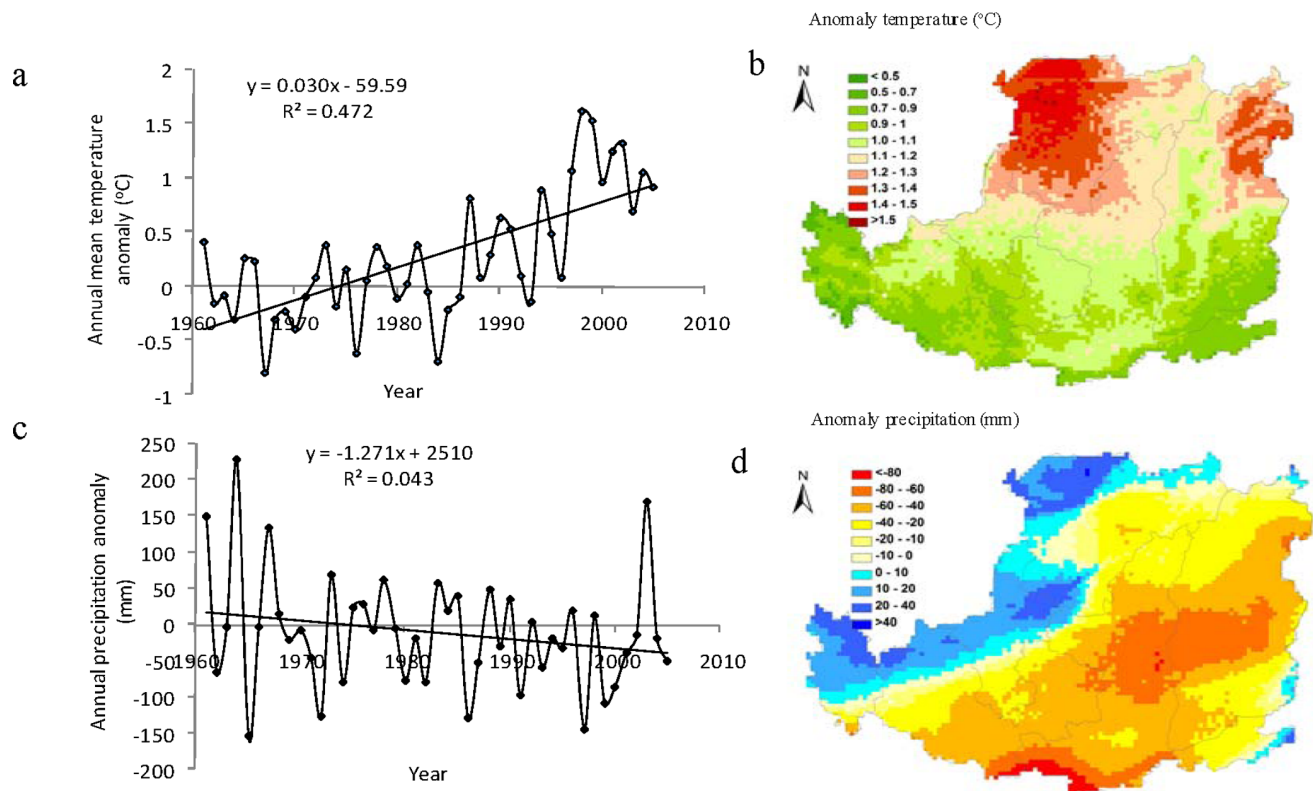 a
y = 0.030x - 59.59
R² = 0.472
Annual mean temperature
anomaly (°C)
2
1.5
1
0.5
0
-0.5
-1
1960
1970
1980
1990
2000
2010
Year
Anomaly temperature (°C)
b
N
< 0.5
0.5 - 0.7
0.7 - 0.9
0.9 - 1
1.0 - 1.1
1.1 - 1.2
1.2 - 1.3
1.3 - 1.4
1.4 - 1.5
>1.5
c
y = -1.271x + 2510
R² = 0.043
Annual precipitation anomaly
(mm)
250
200
150
100
50
0
-50
-100
-150
-200
1960
1970
1980
1990
2000
2010
Year
Anomaly precipitation (mm)
d
N
<-80
-80 - -60
-60 - -40
-40 - -20
-20 - -10
-10 - 0
0 - 10
10 - 20
20 - 40
>40